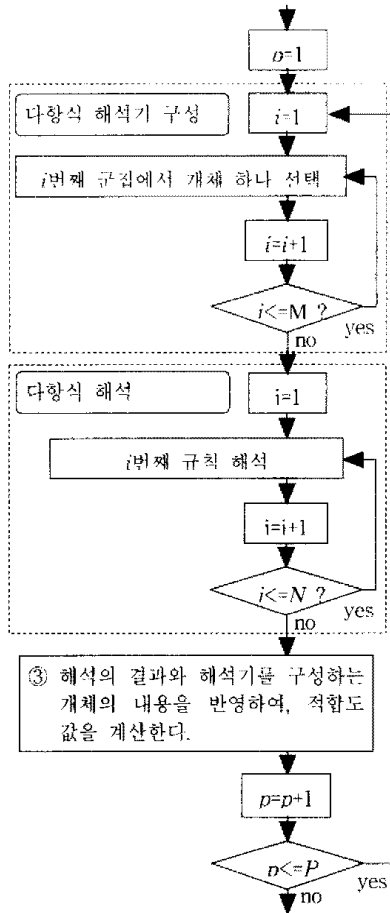 p=1
다항식 해석기 구성
i=1
i번째 군집에서 개체 하나 선택
i=i+1
i<=M ?
yes
no
다항식 해석
i=1
i번째 규칙 해석
i=i+1
i<=N ?
yes
no
③ 해석의 결과와 해석기를 구성하는
개체의 내용을 반영하여, 적합도
값을 계산한다.
p=p+1
p<=P
yes
no